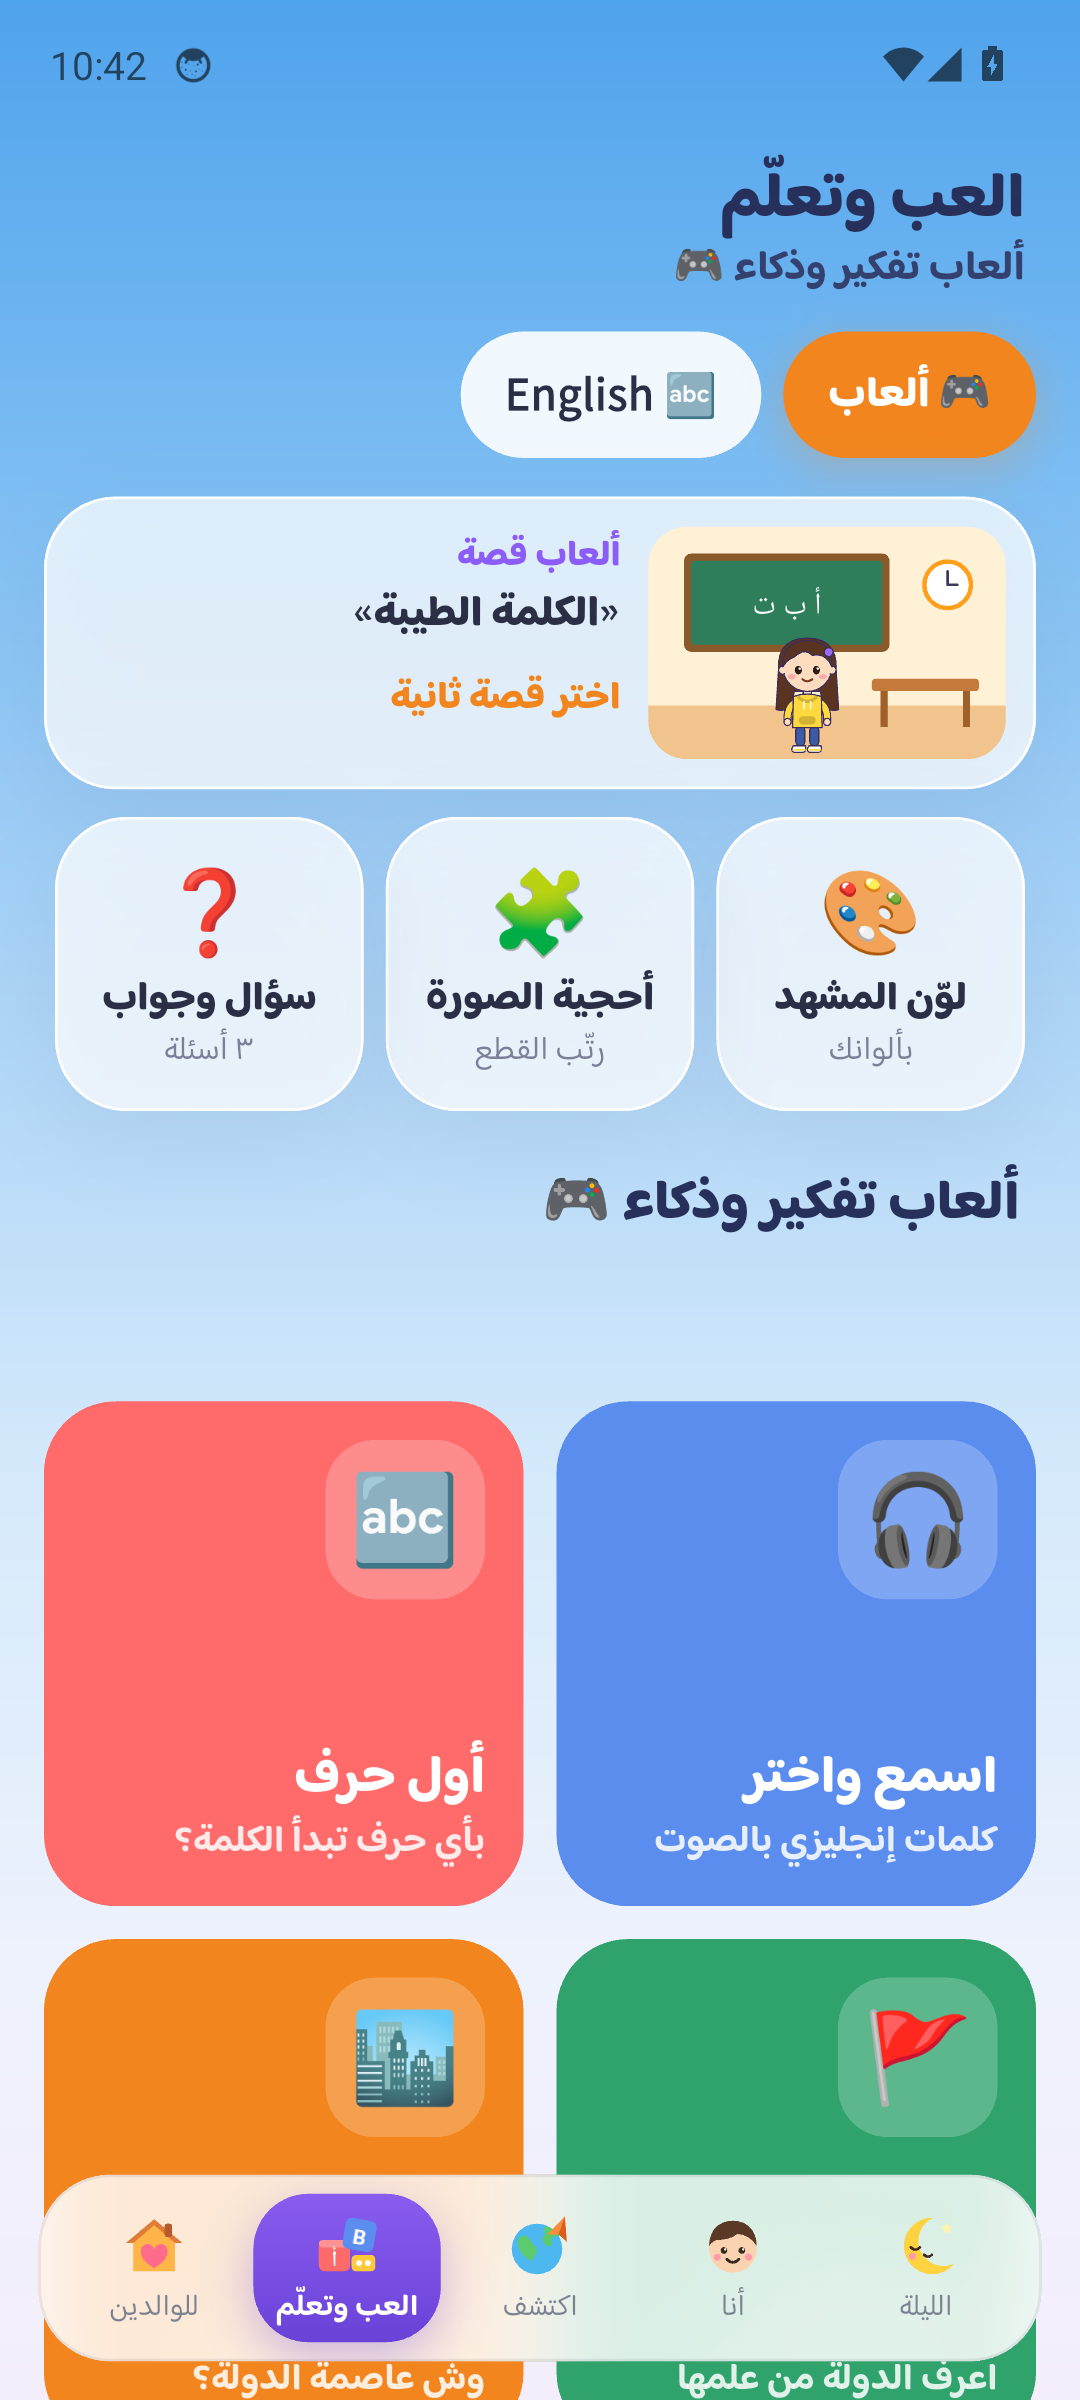 10:42
العب وتعلّم
ألعاب تفكير وذكاء 🎮
🎮 ألعاب
🔤 English
ألعاب قصة
«الكلمة الطيبة»
اختر قصة ثانية
أ ب ت
لوّن المشهد
بألوانك
أحجية الصورة
رتّب القطع
سؤال وجواب
٣ أسئلة
ألعاب تفكير وذكاء 🎮
اسمع واختر
كلمات إنجليزي بالصوت
abc
أول حرف
بأي حرف تبدأ الكلمة؟
اعرف الدولة من علمها
وش عاصمة الدولة؟
الليلة
أنا
اكتشف
أ B
العب وتعلّم
للوالدين